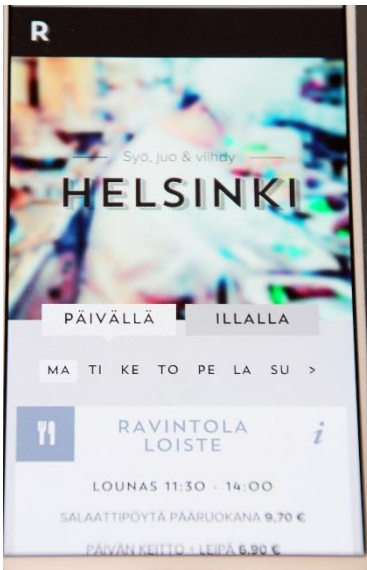 R
Syö, juo & viihdy
HELSINKI
PÄIVÄLLÄ ILLALLA
MA TI KE TO PE LA SU >
RAVINTOLA
LOISTE
i
LOUNAS 11:30 - 14:00
SALAATTIPÖYTÄ PÄÄRUOKANA 9,70 €
PÄIVÄN KEITTO + LEIPÄ 6,90 €